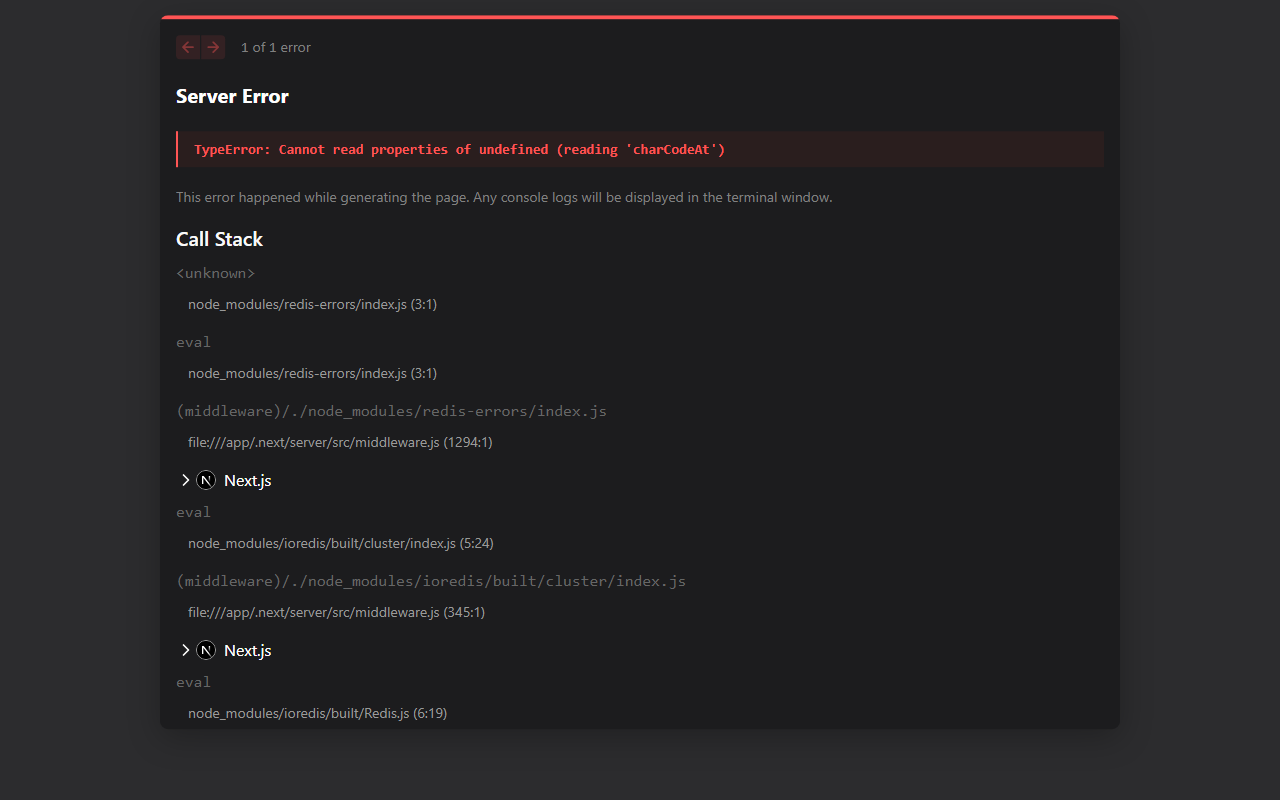 1 of 1 error
Server Error
TypeError: Cannot read properties of undefined (reading 'charCodeAt')
This error happened while generating the page. Any console logs will be displayed in the terminal window.
Call Stack
<unknown>
node_modules/redis-errors/index.js (3:1)
eval
node_modules/redis-errors/index.js (3:1)
(middleware)/./node_modules/redis-errors/index.js
file:///app/.next/server/src/middleware.js (1294:1)
N Next.js
eval
node_modules/ioredis/built/cluster/index.js (5:24)
(middleware)/./node_modules/ioredis/built/cluster/index.js
file:///app/.next/server/src/middleware.js (345:1)
N Next.js
eval
node_modules/ioredis/built/Redis.js (6:19)